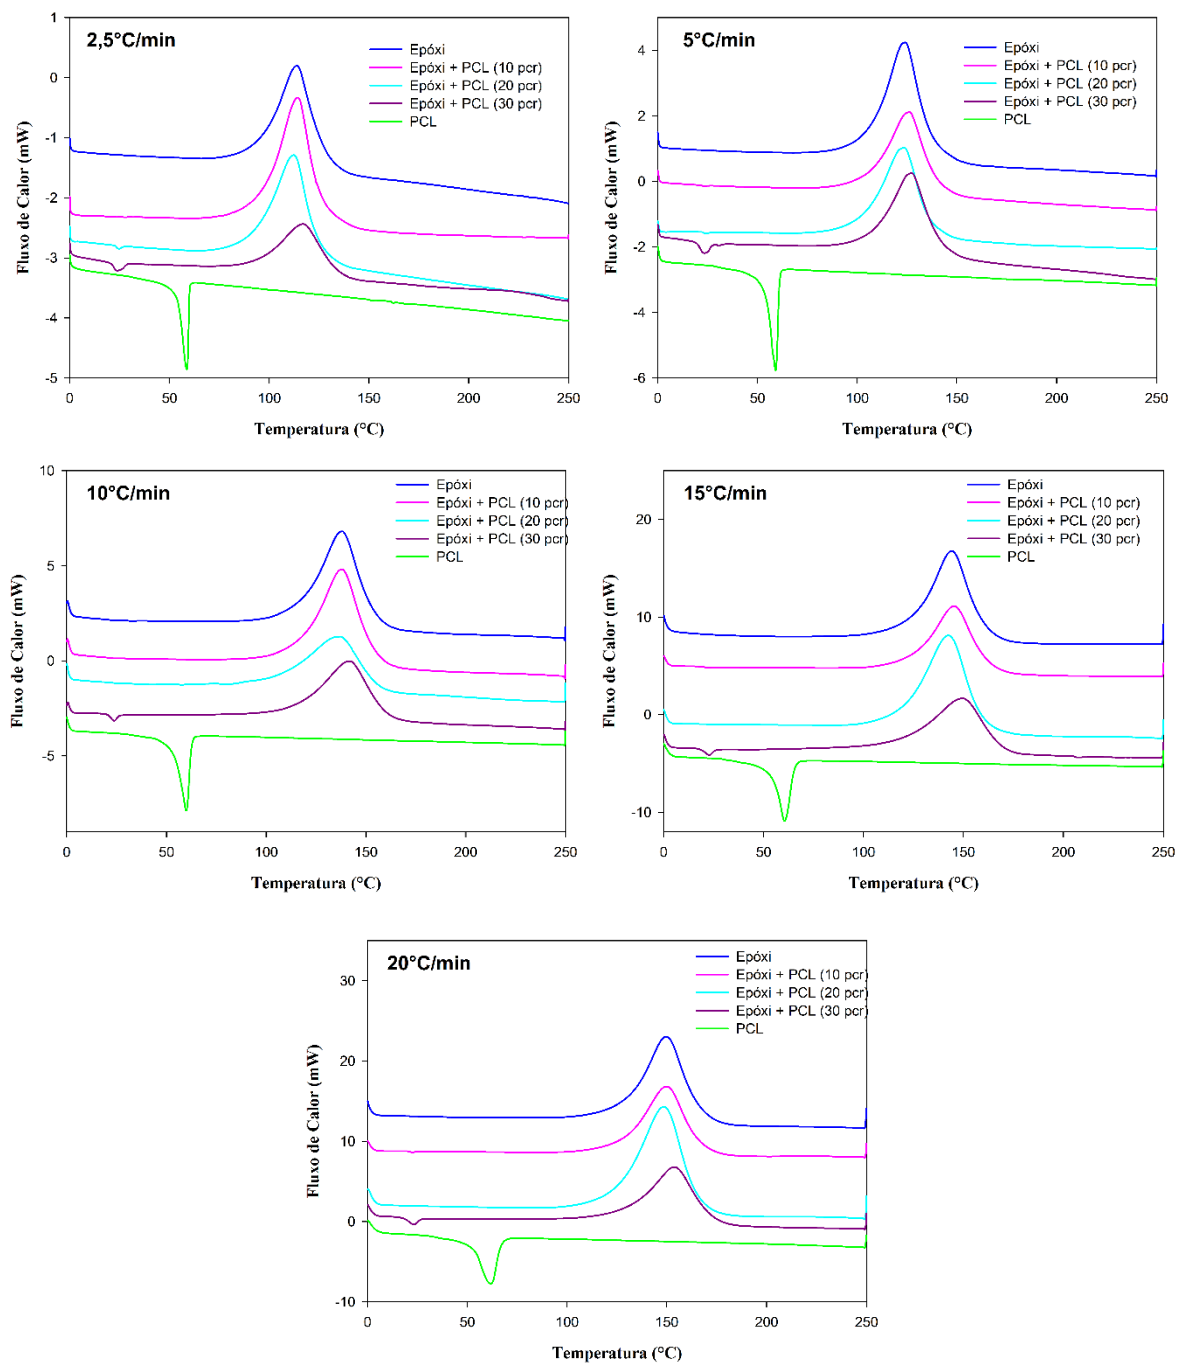 2,5°C/min
Epóxi
Epóxi + PCL (10 pcr)
Epóxi + PCL (20 pcr)
Epóxi + PCL (30 pcr)
PCL
Fluxo de Calor (mW)
1
0
-1
-2
-3
-4
-5
0
50
100
150
200
250
Temperatura (°C)
5°C/min
Epóxi
Epóxi + PCL (10 pcr)
Epóxi + PCL (20 pcr)
Epóxi + PCL (30 pcr)
PCL
Fluxo de Calor (mW)
4
2
0
-2
-4
-6
0
50
100
150
200
250
Temperatura (°C)
10°C/min
Epóxi
Epóxi + PCL (10 pcr)
Epóxi + PCL (20 pcr)
Epóxi + PCL (30 pcr)
PCL
Fluxo de Calor (mW)
10
5
0
-5
0
50
100
150
200
250
Temperatura (°C)
15°C/min
Epóxi
Epóxi + PCL (10 pcr)
Epóxi + PCL (20 pcr)
Epóxi + PCL (30 pcr)
PCL
Fluxo de Calor (mW)
20
10
0
-10
0
50
100
150
200
250
Temperatura (°C)
20°C/min
Epóxi
Epóxi + PCL (10 pcr)
Epóxi + PCL (20 pcr)
Epóxi + PCL (30 pcr)
PCL
Fluxo de Calor (mW)
30
20
10
0
-10
0
50
100
150
200
250
Temperatura (°C)